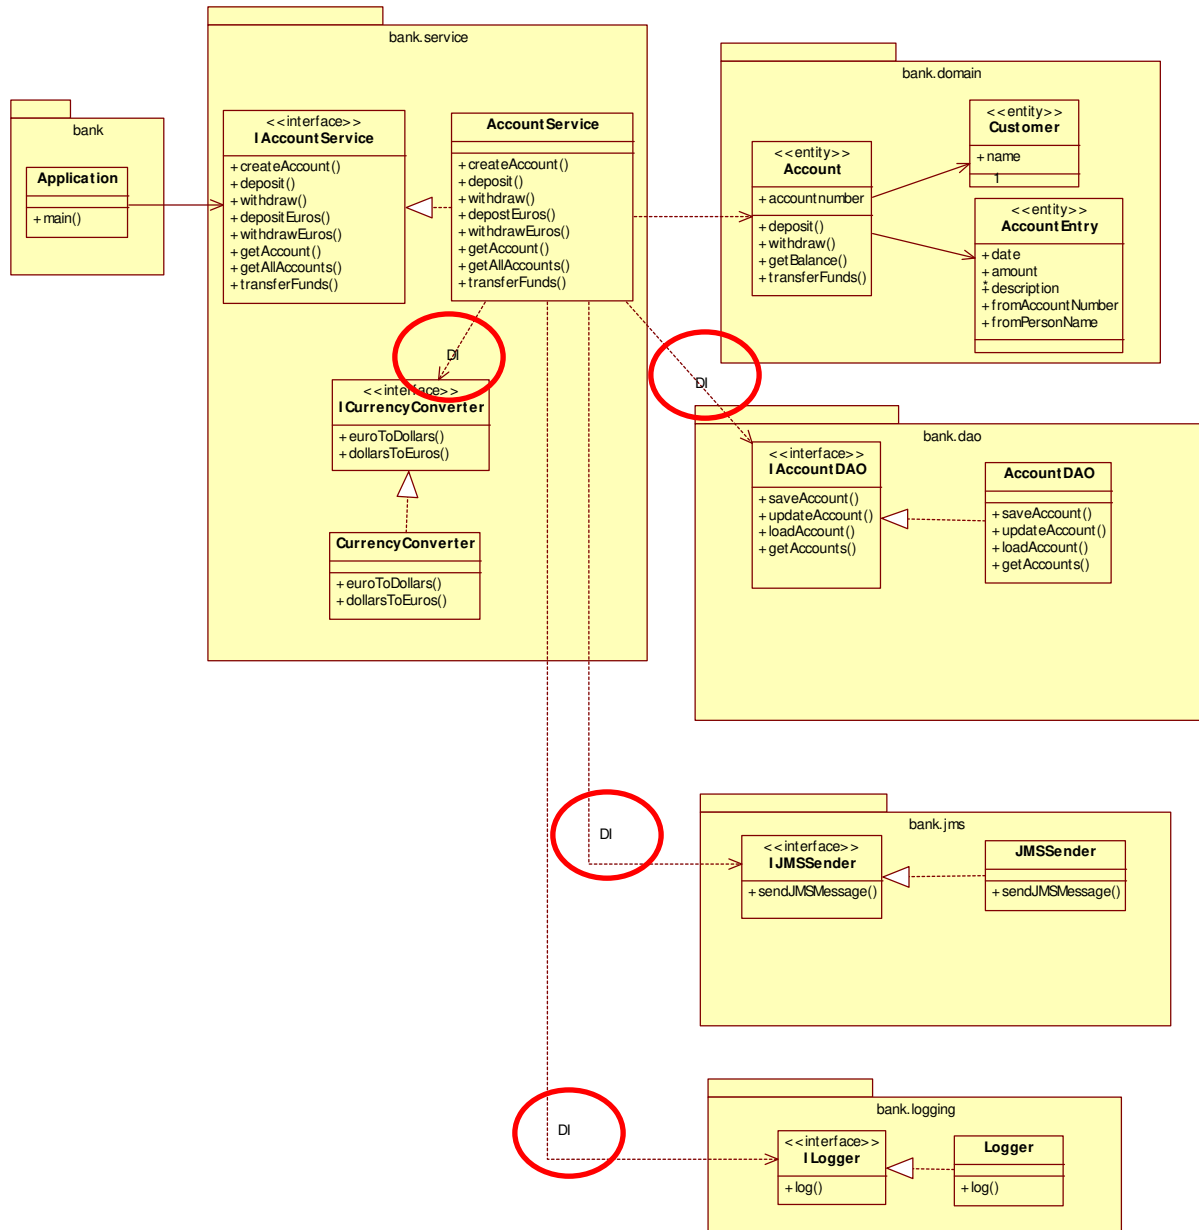 bank
Application
+ main()
bank.service
<<interface>>
IAccountService
+ createAccount()
+ deposit()
+ withdraw()
+ depositEuros()
+ withdrawEuros()
+ getAccount()
+ getAllAccounts()
+ transferFunds()
AccountService
+ createAccount()
+ deposit()
+ withdraw()
+ depostEuros()
+ withdrawEuros()
+ getAccount()
+ getAllAccounts()
+ transferFunds()
DI
<<interface>>
ICurrencyConverter
+ euroToDollars()
+ dollarsToEuros()
CurrencyConverter
+ euroToDollars()
+ dollarsToEuros()
bank.domain
<<entity>>
Account
+ accountnumber
+ deposit()
+ withdraw()
+ getBalance()
+ transferFunds()
<<entity>>
Customer
+ name
1
<<entity>>
AccountEntry
+ date
+ amount
*
+ description
+ fromAccountNumber
+ fromPersonName
DI
bank.dao
<<interface>>
IAccountDAO
+ saveAccount()
+ updateAccount()
+ loadAccount()
+ getAccounts()
AccountDAO
+ saveAccount()
+ updateAccount()
+ loadAccount()
+ getAccounts()
DI
bank.jms
<<interface>>
IJMSSender
+ sendJMSMessage()
JMSSender
+ sendJMSMessage()
DI
bank.logging
<<interface>>
ILogger
+ log()
Logger
+ log()